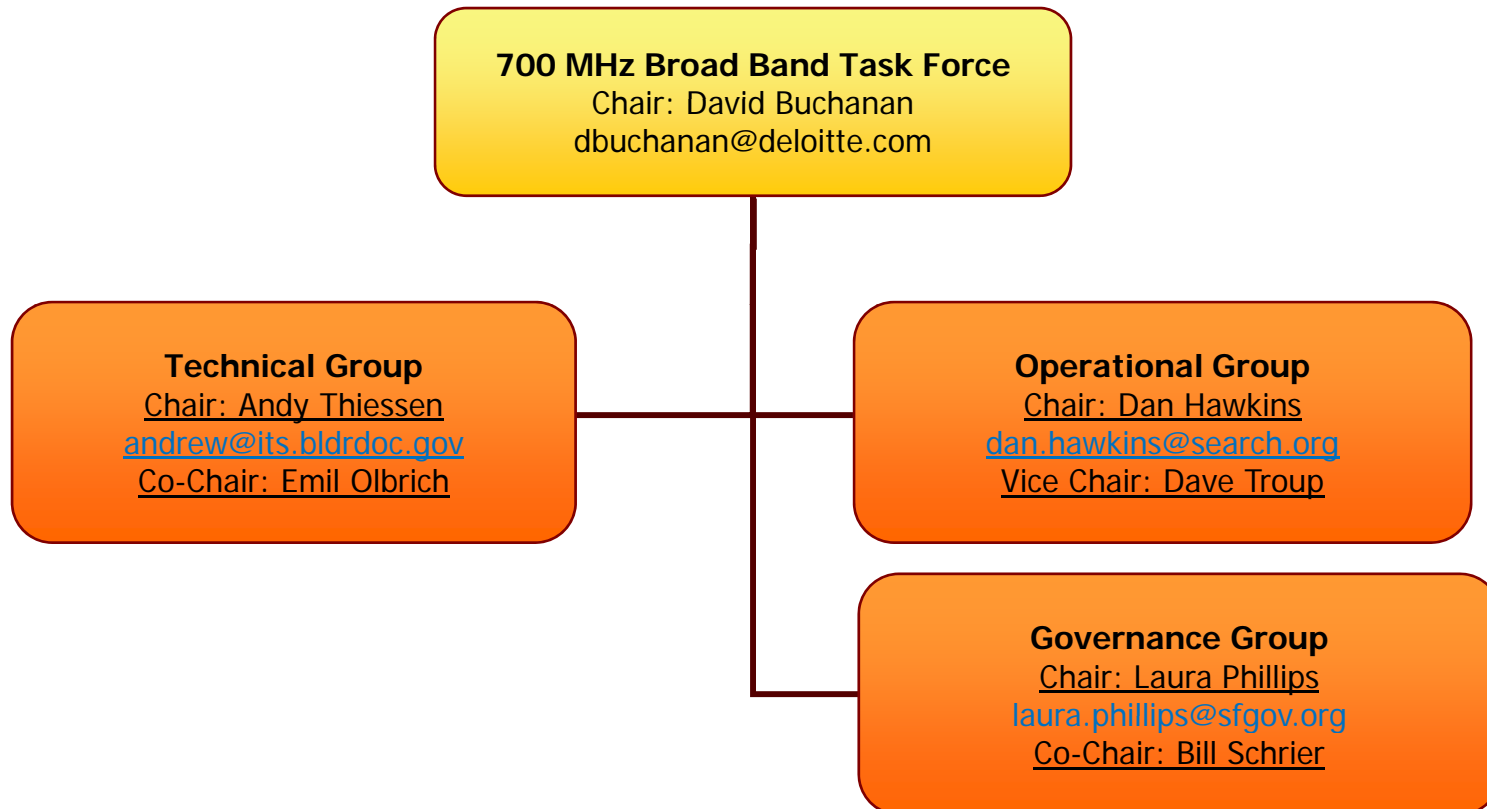 700 MHz Broad Band Task Force
Chair: David Buchanan
dbuchanan@deloitte.com
Technical Group
Chair: Andy Thiessen
andrew@its.bldrdoc.gov
Co-Chair: Emil Olbrich
Operational Group
Chair: Dan Hawkins
dan.hawkins@search.org
Vice Chair: Dave Troup
Governance Group
Chair: Laura Phillips
laura.phillips@sfgov.org
Co-Chair: Bill Schrier